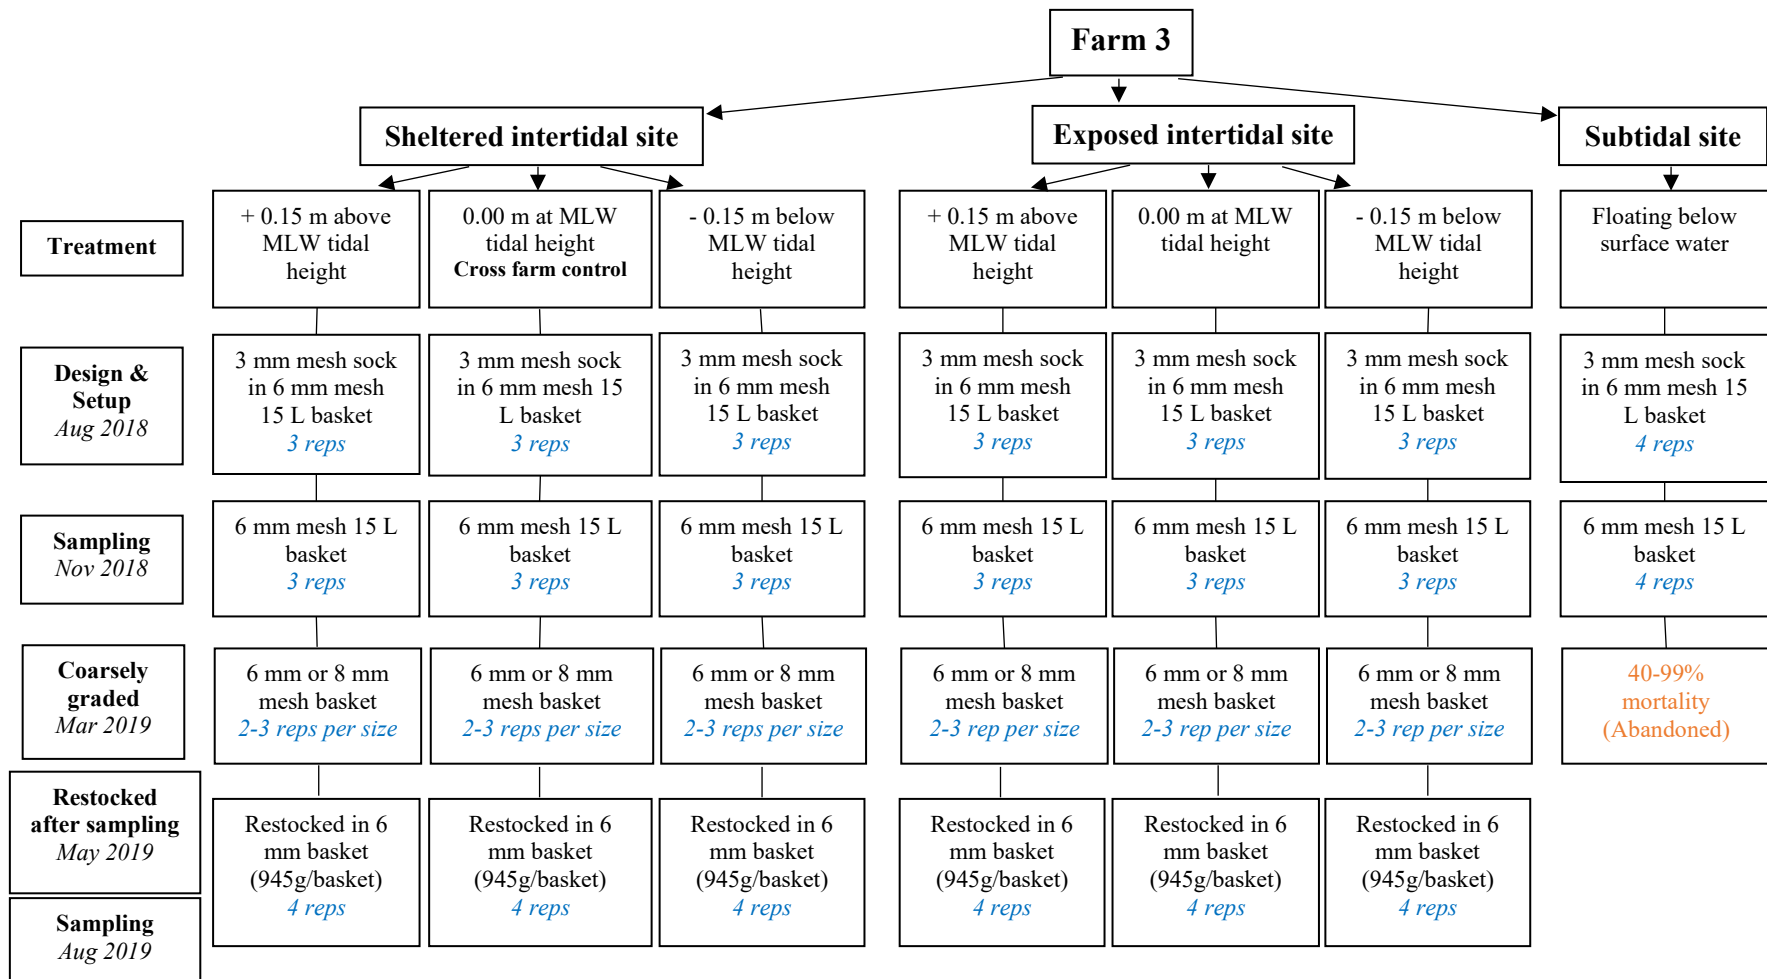 Farm 3
Sheltered intertidal site
Exposed intertidal site
Subtidal site
Treatment
+ 0.15 m above
MLW tidal
height
0.00 m at MLW
tidal height
Cross farm control
- 0.15 m below
MLW tidal
height
+ 0.15 m above
MLW tidal
height
0.00 m at MLW
tidal height
- 0.15 m below
MLW tidal
height
Floating below
surface water
Design &
Setup
Aug 2018
3 mm mesh sock
in 6 mm mesh
15 L basket
3 reps
3 mm mesh sock
in 6 mm mesh 15
L basket
3 reps
3 mm mesh sock
in 6 mm mesh
15 L basket
3 reps
3 mm mesh sock
in 6 mm mesh
15 L basket
3 reps
3 mm mesh sock
in 6 mm mesh
15 L basket
3 reps
3 mm mesh sock
in 6 mm mesh
15 L basket
3 reps
3 mm mesh sock
in 6 mm mesh 15
L basket
4 reps
Sampling
Nov 2018
6 mm mesh 15 L
basket
3 reps
6 mm mesh 15 L
basket
3 reps
6 mm mesh 15 L
basket
3 reps
6 mm mesh 15 L
basket
3 reps
6 mm mesh 15 L
basket
3 reps
6 mm mesh 15 L
basket
3 reps
6 mm mesh 15 L
basket
4 reps
Coarsely
graded
Mar 2019
6 mm or 8 mm
mesh basket
2-3 reps per size
6 mm or 8 mm
mesh basket
2-3 reps per size
6 mm or 8 mm
mesh basket
2-3 reps per size
6 mm or 8 mm
mesh basket
2-3 rep per size
6 mm or 8 mm
mesh basket
2-3 rep per size
6 mm or 8 mm
mesh basket
2-3 rep per size
40-99%
mortality
(Abandoned)
Restocked
after sampling
May 2019
Restocked in 6
mm basket
(945g/basket)
4 reps
Restocked in 6
mm basket
(945g/basket)
4 reps
Restocked in 6
mm basket
(945g/basket)
4 reps
Restocked in 6
mm basket
(945g/basket)
4 reps
Restocked in 6
mm basket
(945g/basket)
4 reps
Restocked in 6
mm basket
(945g/basket)
4 reps
Sampling
Aug 2019